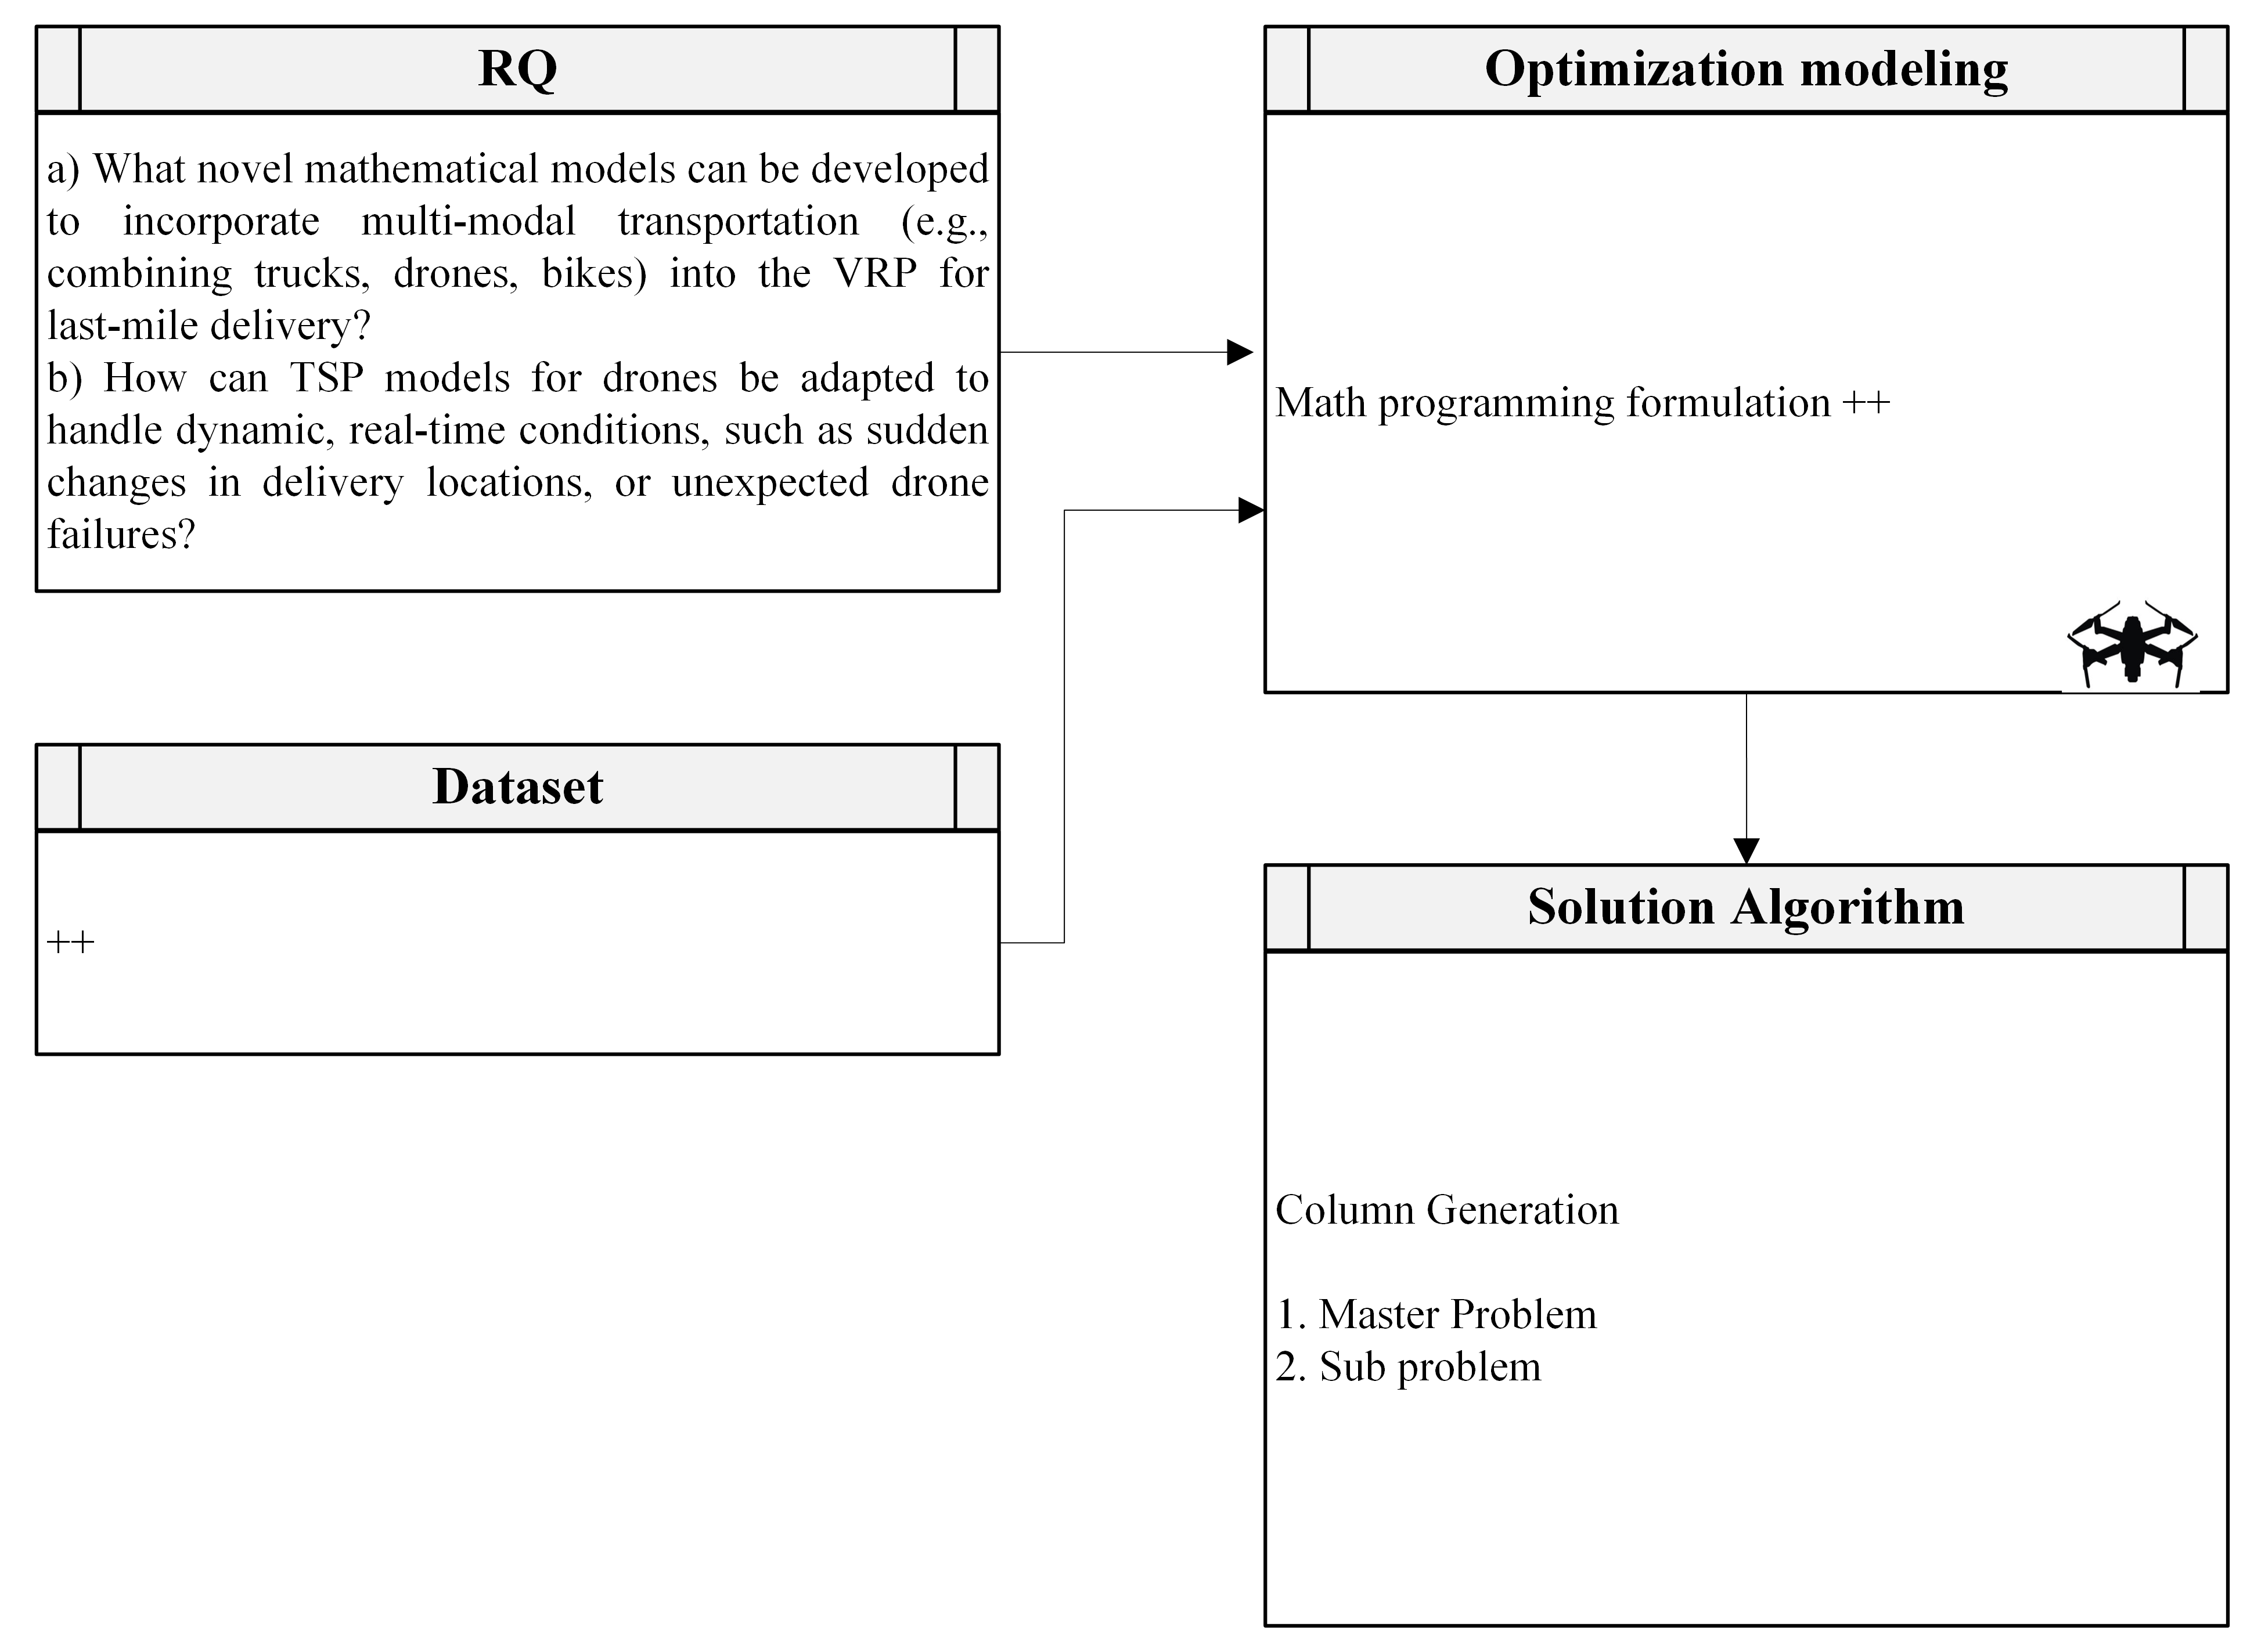 RQ
a) What novel mathematical models can be developed
to incorporate multi-modal transportation (e.g.,
combining trucks, drones, bikes) into the VRP for
last-mile delivery?
b) How can TSP models for drones be adapted to
handle dynamic, real-time conditions, such as sudden
changes in delivery locations, or unexpected drone
failures?
Dataset
++
Optimization modeling
Math programming formulation ++
Solution Algorithm
Column Generation
1. Master Problem
2. Sub problem